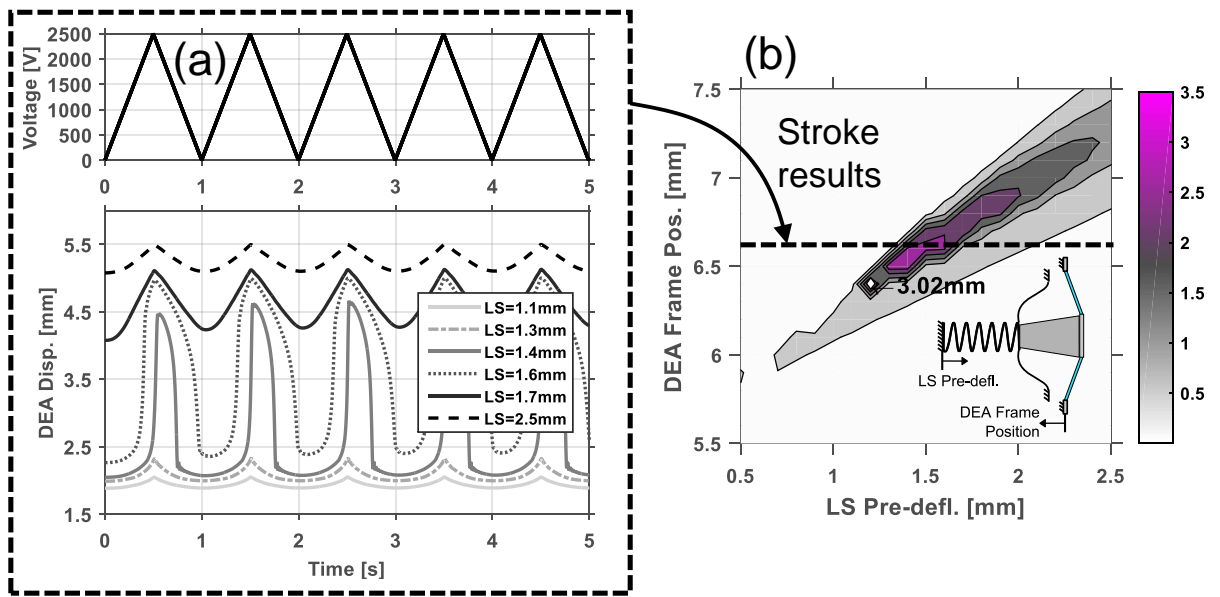 (a)
Voltage [V]
2500
2000
1500
1000
500
0
0 1 2 3 4 5
DEA Disp. [mm]
5.5
4.5
3.5
2.5
1.5
LS=1.1mm
LS=1.3mm
LS=1.4mm
LS=1.6mm
LS=1.7mm
LS=2.5mm
0 1 2 3 4 5
Time [s]
(b)
Stroke
results
DEA Frame Pos. [mm]
7.5
7
6.5
6
5.5
3.02mm
LS Pre-defl.
DEA Frame
Position
0.5 1 1.5 2 2.5
LS Pre-defl. [mm]
3.5
3
2.5
2
1.5
1
0.5